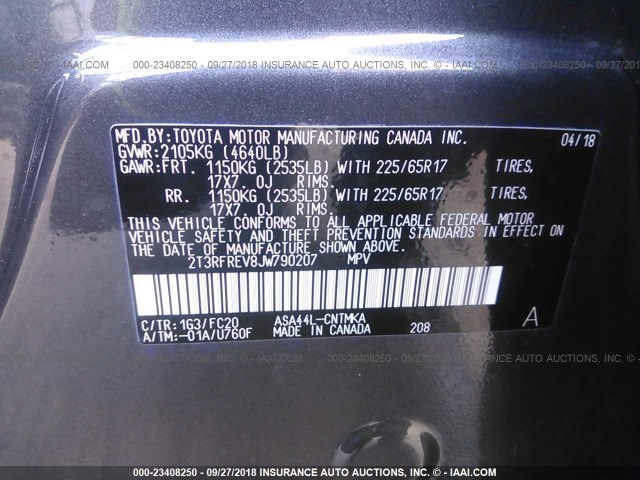 000-23408250 - 09/27/2018 INSURANCE AUTO AUCTIONS, INC. - IAAI.COM
MFD.BY:TOYOTA MOTOR MANUFACTURING CANADA INC. 04/18
GVWR:2105KG (4640LB)
GAWR:FRT. 1150KG (2535LB) WITH 225/65R17 TIRES,
17X7.0J RIMS.
RR. 1150KG (2535LB) WITH 225/65R17 TIRES,
17X7.0J RIMS.
THIS VEHICLE CONFORMS TO ALL APPLICABLE FEDERAL MOTOR
VEHICLE SAFETY AND THEFT PREVENTION STANDARDS IN EFFECT ON
THE DATE OF MANUFACTURE SHOWN ABOVE.
2T3RFREV8JW790207 MPV
C/TR:1G3/FC20 ASA44L-CNTMKA A
A/TM:-01A/U760F MADE IN CANADA 208
000-23408250 - 09/27/2018 INSURANCE AUTO AUCTIONS, INC. - IAAI.COM